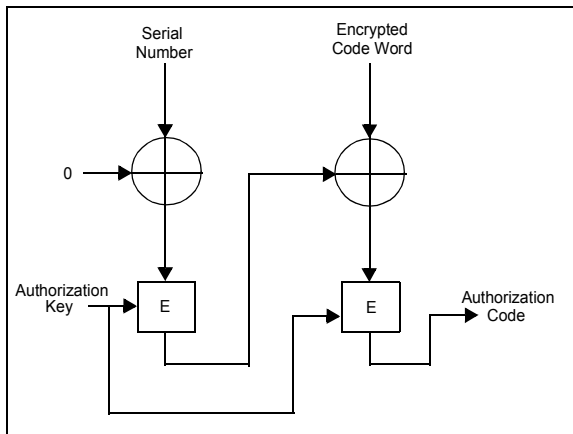 Serial
Number
Encrypted
Code Word
0
Authorization
Key
E
E
Authorization
Code